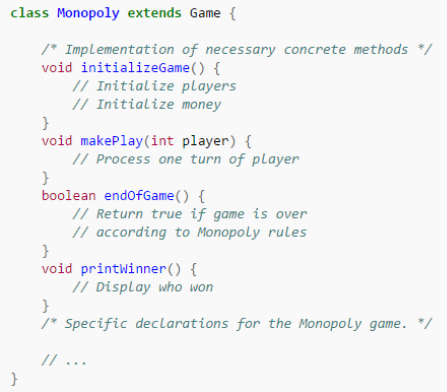 class Monopoly extends Game {
/* Implementation of necessary concrete methods */
void initializeGame() {
// Initialize players
// Initialize money
}
void makePlay(int player) {
// Process one turn of player
}
boolean endOfGame() {
// Return true if game is over
// according to Monopoly rules
}
void printWinner() {
// Display who won
}
/* Specific declarations for the Monopoly game. */
// ...
}